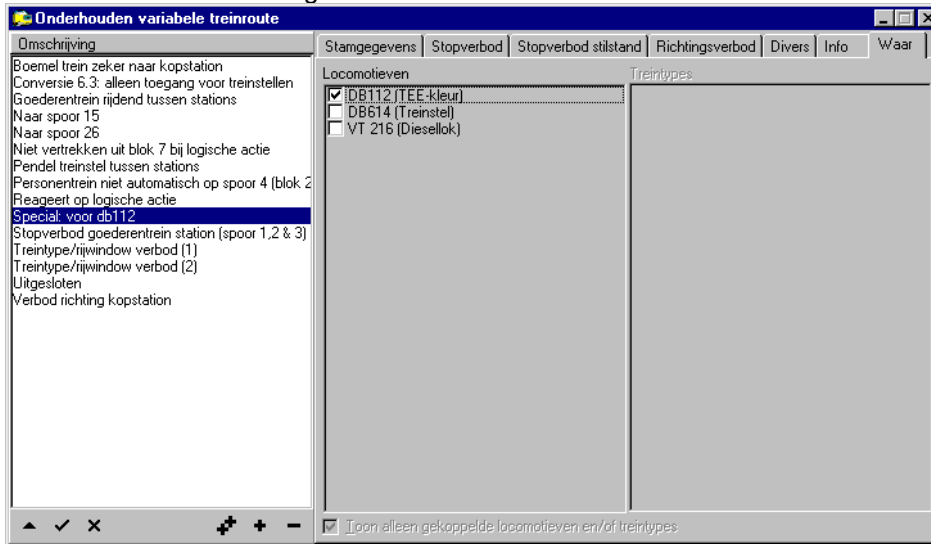 Onderhouden variabele treinroute
Omschrijving
Boemel trein zeker naar kopstation
Conversie 6.3: alleen toegang voor treinstellen
Goederentrein rijdend tussen stations
Naar spoor 15
Naar spoor 26
Niet vertrekken uit blok 7 bij logische actie
Pendel treinstel tussen stations
Personentrein niet automatisch op spoor 4 (blok 2
Reageert op logische actie
Special: voor db112
Stopverbod goederentrein station (spoor 1,2 & 3)
Treintype/rijwindow verbod (1)
Treintype/rijwindow verbod (2)
Uitgesloten
Verbod richting kopstation
Stamgegevens Stopverbod Stopverbod stilstand Richtingsverbod Divers Info Waar
Locomotieven Treintypes
DB112 (TEE-kleur)
DB614 (Treinstel)
VT 216 (Diesellok)
Toon alleen gekoppelde locomotieven en/of treintypes